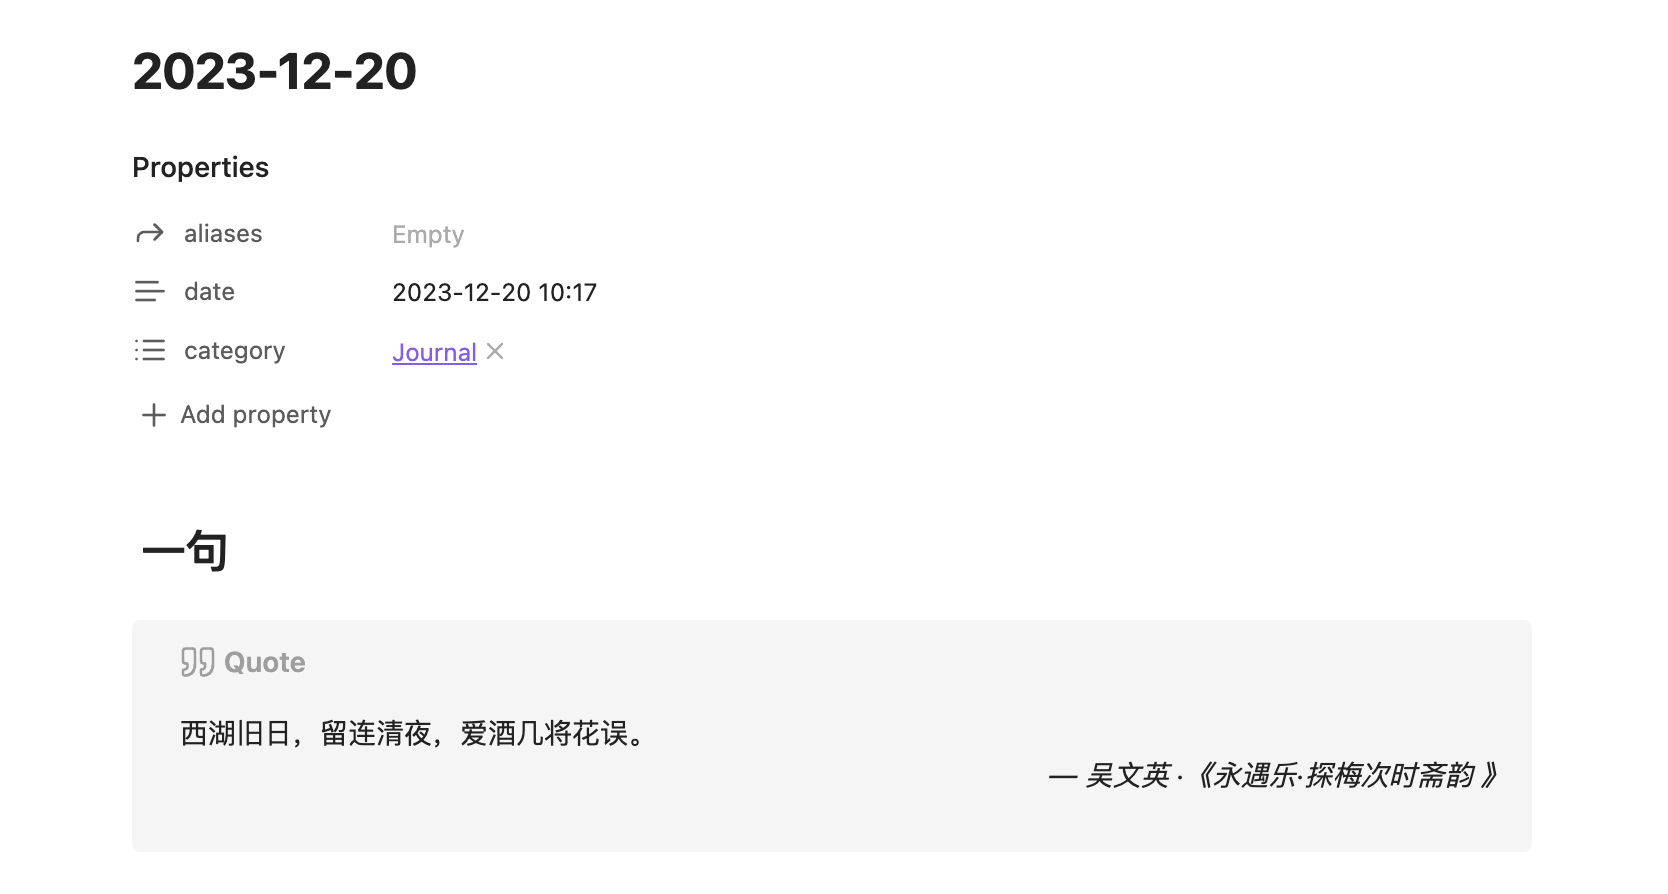 2023-12-20
Properties
aliases Empty
date 2023-12-20 10:17
category Journal
Add property
一句
Quote
西湖旧日，留连清夜，爱酒几将花误。
— 吴文英 ·《永遇乐·探梅次时斋韵 》